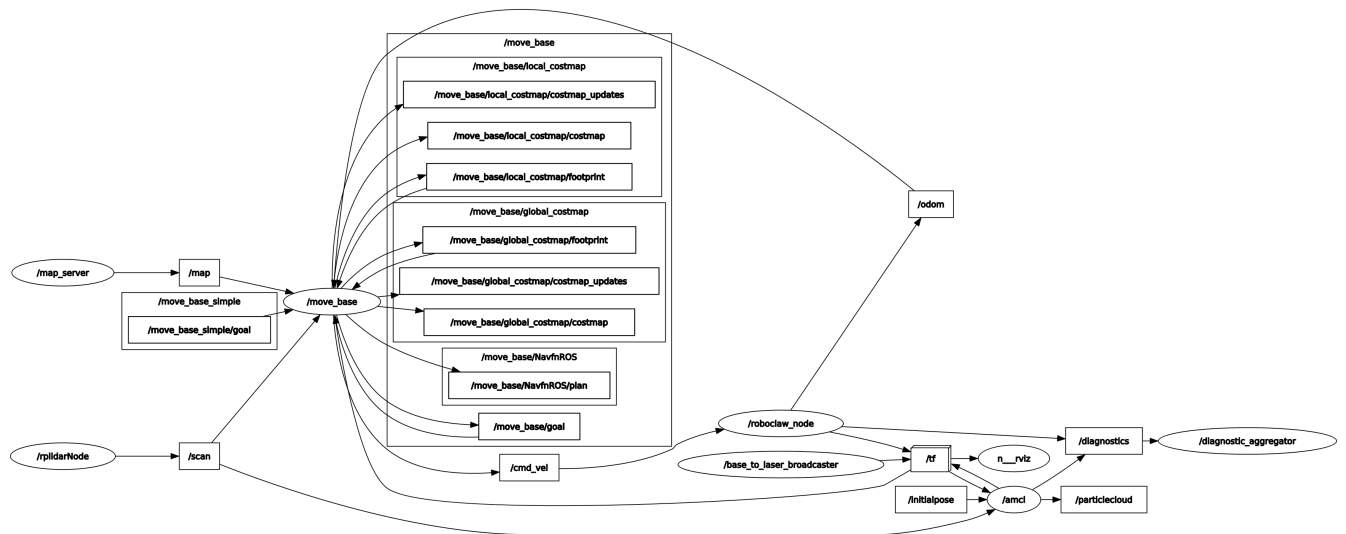 /move_base
/move_base/local_costmap
/move_base/local_costmap/costmap_updates
/move_base/local_costmap/costmap
/move_base/local_costmap/footprint
/odom
/move_base/global_costmap
/move_base/global_costmap/footprint
/map_server
/map
/move_base/global_costmap/costmap_updates
/move_base_simple
/move_base
/move_base_simple/goal
/move_base/global_costmap/costmap
/move_base/NavfnROS
/move_base/NavfnROS/plan
/move_base/goal
/roboclaw_node
/diagnostics
/diagnostic_aggregator
/rplidarNode
/scan
/cmd_vel
/base_to_laser_broadcaster
/tf
n__rviz
/initialpose
/amcl
/particlecloud